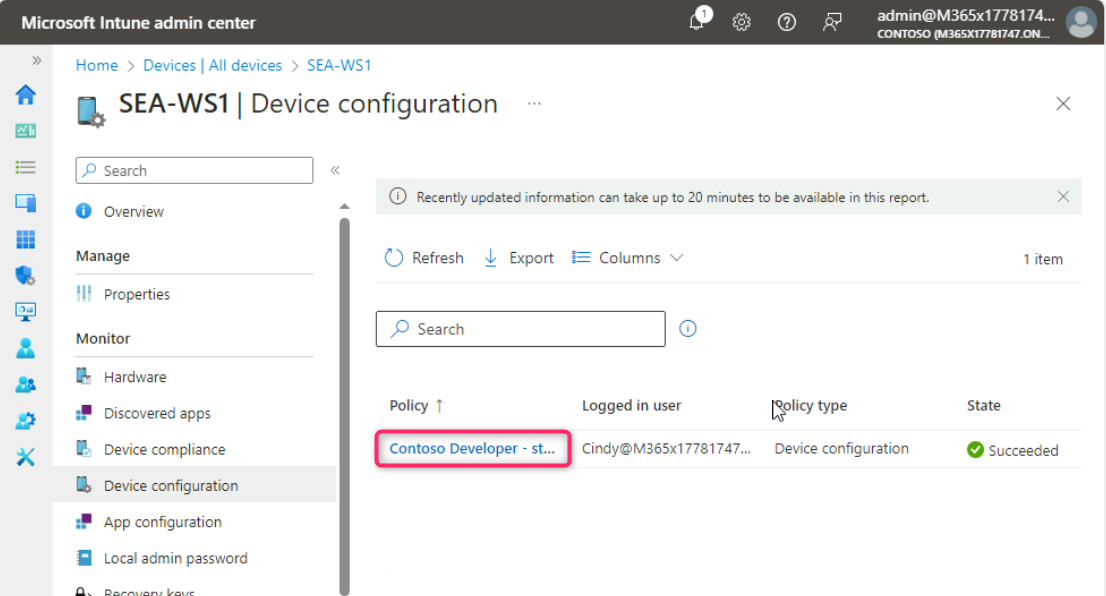 Microsoft Intune admin center
1
admin@M365x1778174...
CONTOSO (M365X17781747.ON...
Home > Devices | All devices > SEA-WS1
SEA-WS1 | Device configuration ...
Search
Overview
Manage
Properties
Monitor
Hardware
Discovered apps
Device compliance
Device configuration
App configuration
Local admin password
Recovery keys
Recently updated information can take up to 20 minutes to be available in this report.
Refresh Export Columns 1 item
Search
Policy ↑ Logged in user Policy type State
Contoso Developer - st... Cindy@M365x17781747... Device configuration Succeeded